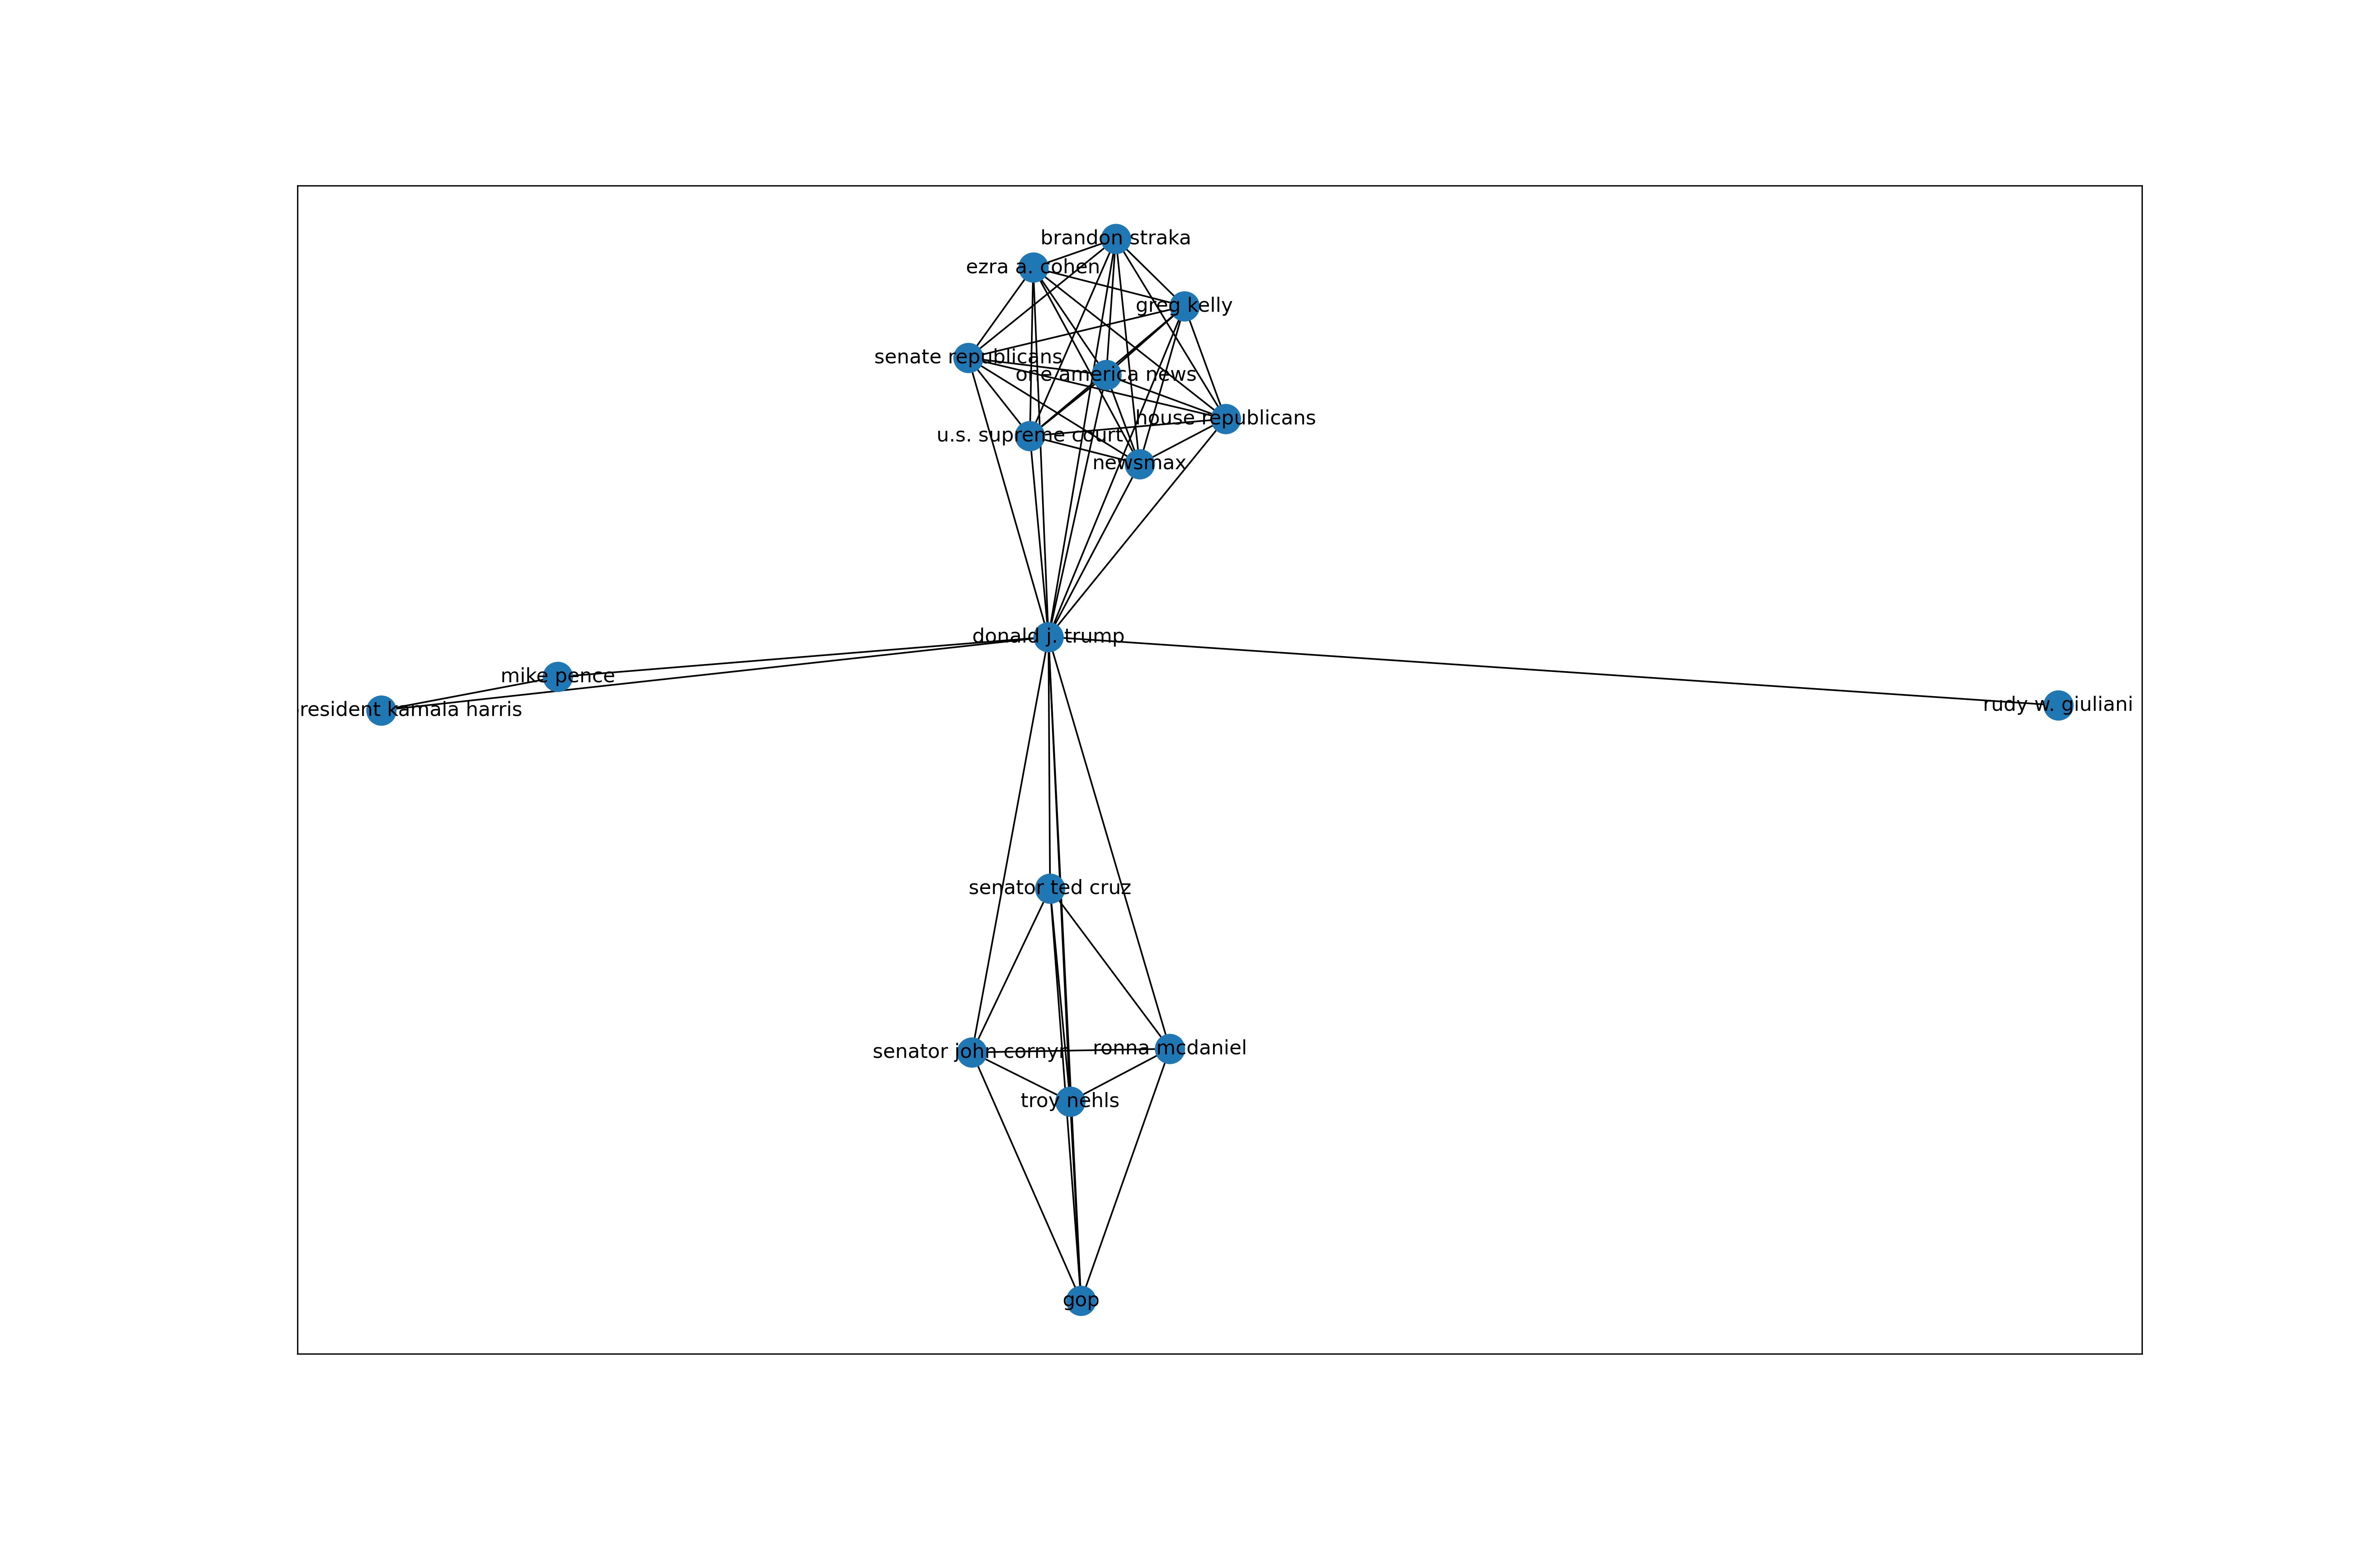 brandon straka
ezra a. cohen
greg kelly
senate republicans
one america news
house republicans
u.s. supreme court
newsmax
donald j. trump
mike pence
resident kamala harris
rudy w. giuliani
senator ted cruz
senator john cornyn
ronna mcdaniel
troy nehls
gop